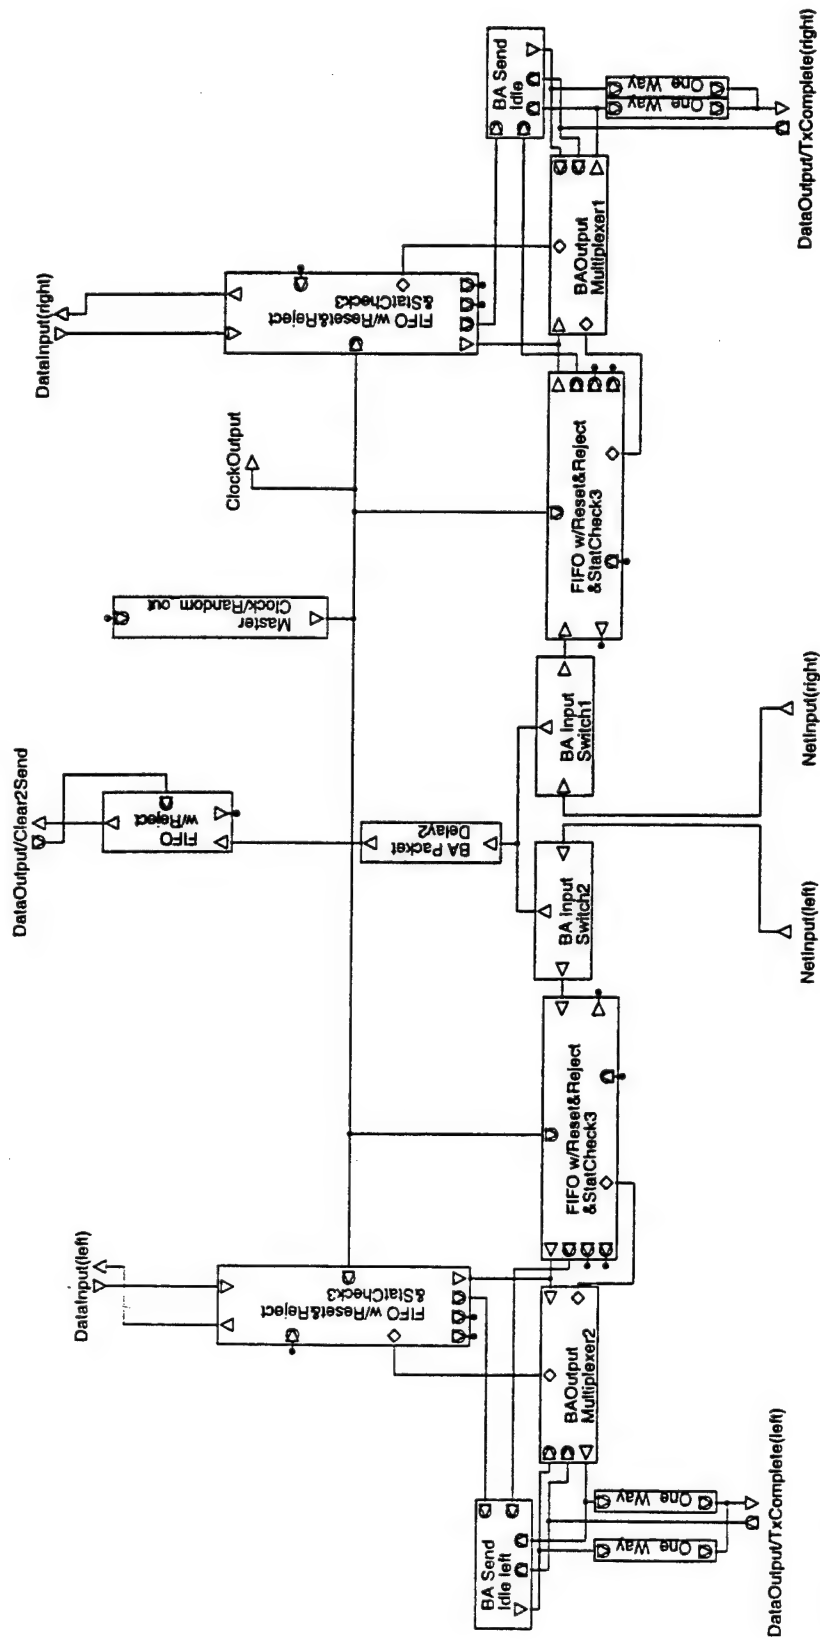 DataInput(left)
DataOutput/Clear2Send
ClockOutput
DataInput(right)
FIFO w/Reset&Reject
&StatCheck3
FIFO
w/Reject
Master
Clock/Random out
FIFO w/Reset&Reject
&StatCheck3
BA Packet
Delay2
BA Send
Idle left
BAOutput
Multiplexer2
FIFO w/Reset&Reject
&StatCheck3
BA Input
Switch2
BA Input
Switch1
FIFO w/Reset&Reject
&StatCheck3
BAOutput
Multiplexer1
BA Send
Idle
One Way
One Way
One Way
One Way
DataOutput/TxComplete(left)
NetInput(left)
NetInput(right)
DataOutput/TxComplete(right)